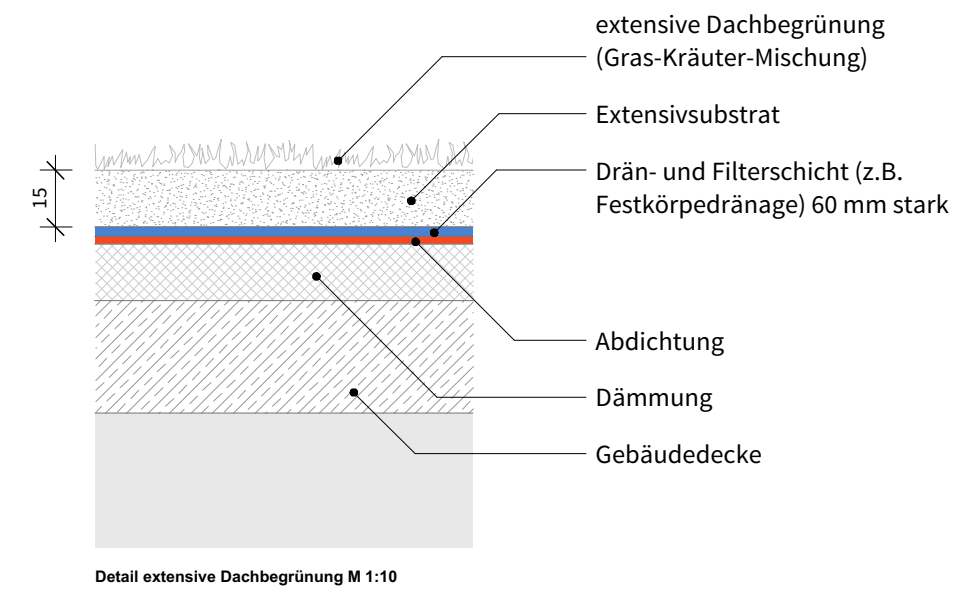 extensive Dachbegrünung
(Gras-Kräuter-Mischung)
Extensivsubstrat
Drän- und Filterschicht (z.B.
Festkörpedränage) 60 mm stark
15
Abdichtung
Dämmung
Gebäudedecke
Detail extensive Dachbegrünung M 1:10